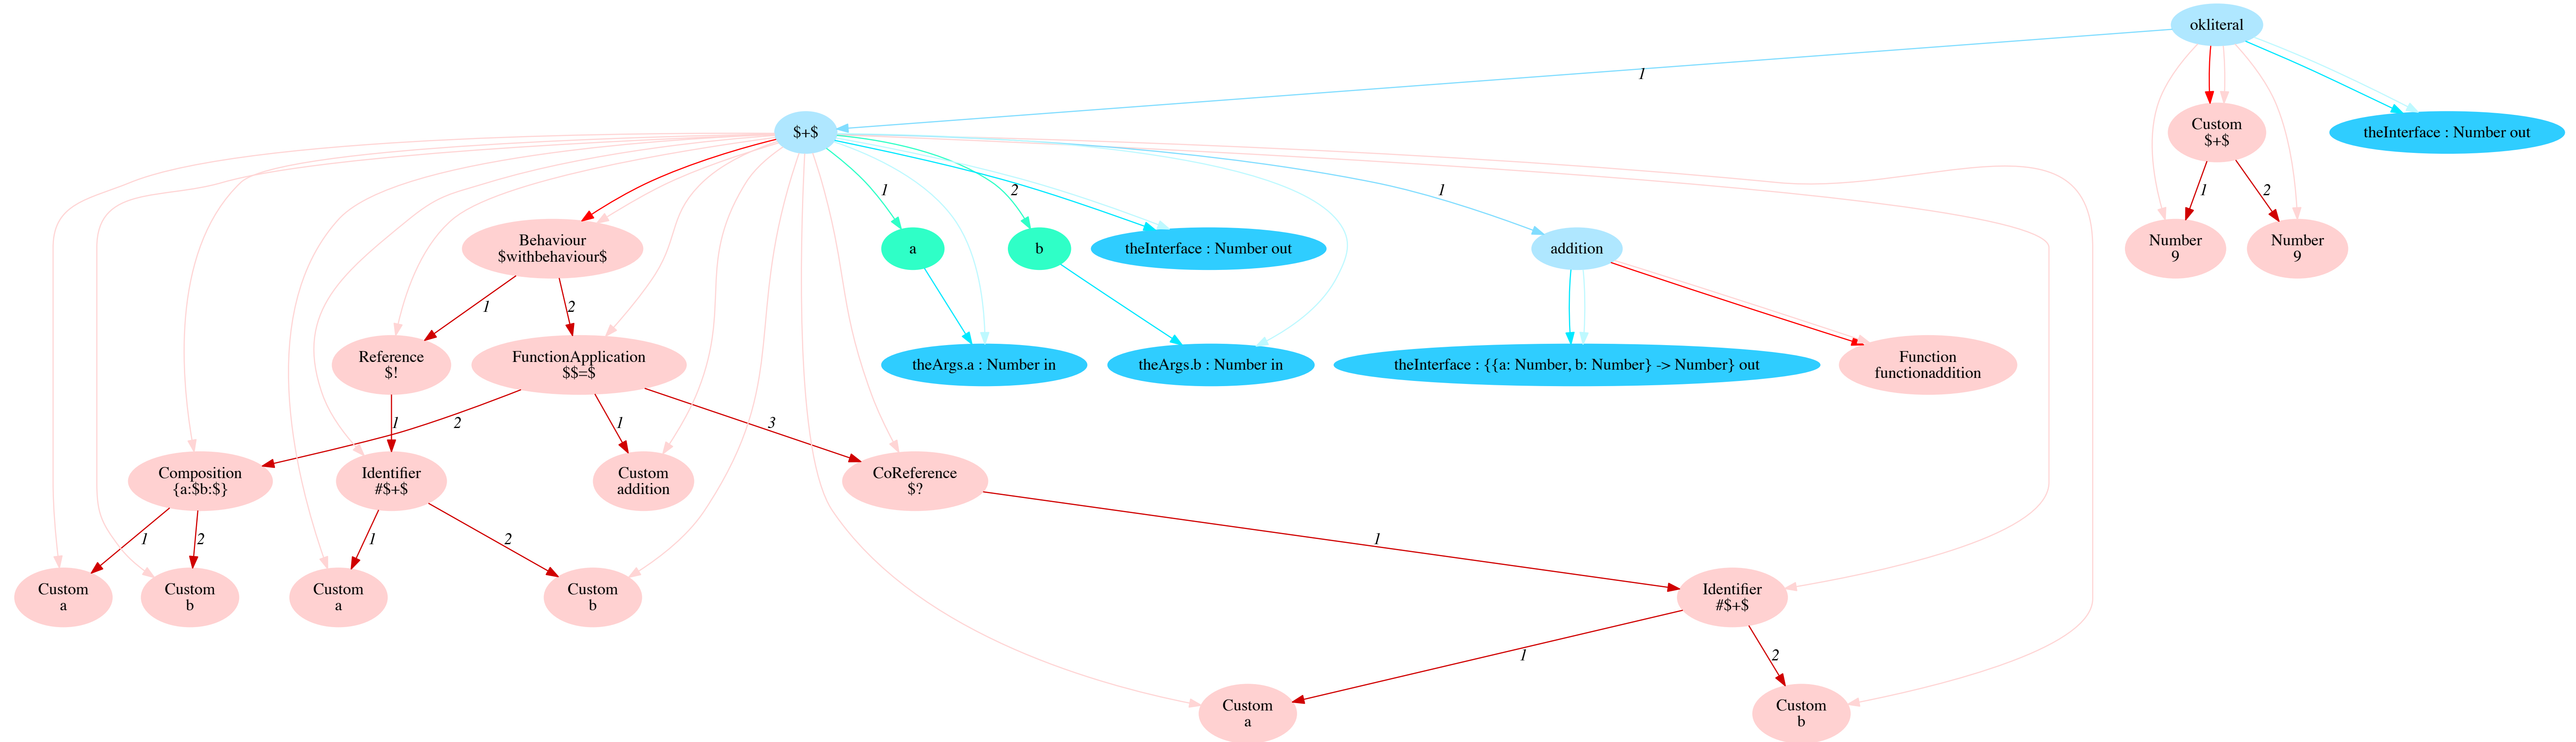 okliteral
1
$+$
Custom
$+$
theInterface : Number out
1
2
1
1
2
Behaviour
$withbehaviour$
a
b
theInterface : Number out
addition
Number
9
Number
9
1
2
Reference
$!
FunctionApplication
$$=$
theArgs.a : Number in
theArgs.b : Number in
theInterface : {{a: Number, b: Number} -> Number} out
Function
functionaddition
1
2
1
3
Composition
{a:$b:$}
Identifier
#$+$
Custom
addition
CoReference
$?
1
2
1
2
1
Custom
a
Custom
b
Custom
a
Custom
b
Identifier
#$+$
1
2
Custom
a
Custom
b